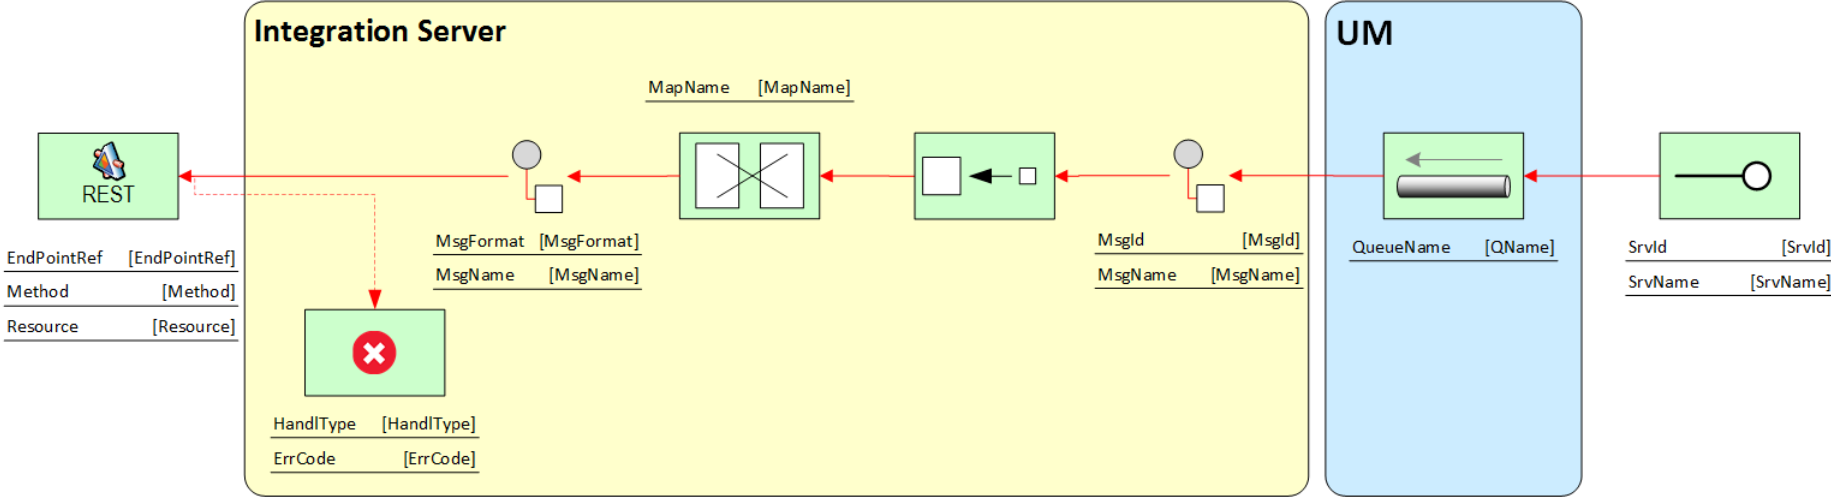 Integration Server
UM
MapName [MapName]
REST
EndPointRef [EndPointRef]
Method [Method]
Resource [Resource]
MsgFormat [MsgFormat]
MsgName [MsgName]
MsgId [MsgId]
MsgName [MsgName]
QueueName [QName]
SrvId [SrvId]
SrvName [SrvName]
HandlType [HandlType]
ErrCode [ErrCode]